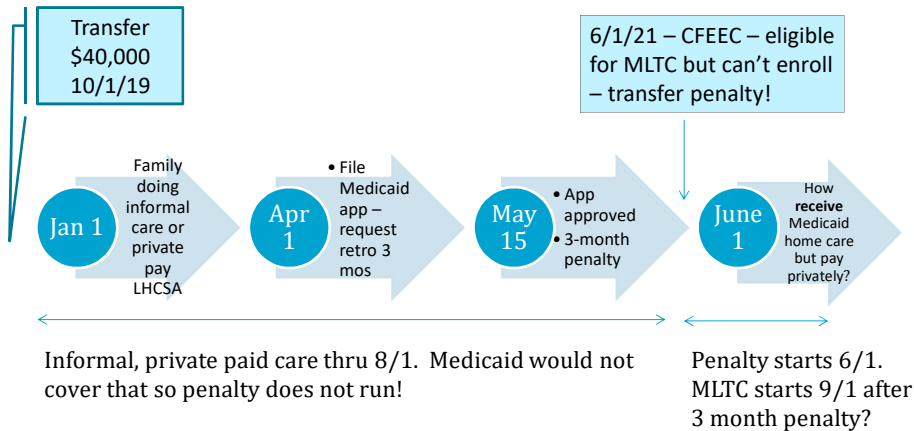 Transfer
$40,000
10/1/19
6/1/21 – CFEEC – eligible
for MLTC but can’t enroll
– transfer penalty!
Jan 1
Family
doing
informal
care or
private
pay
LHCSA
Apr
1
• File
Medicaid
app –
request
retro 3
mos
May
15
• App
approved
• 3-month
penalty
June
1
How
receive
Medicaid
home care
but pay
privately?
Informal, private paid care thru 8/1.  Medicaid would not
cover that so penalty does not run!
Penalty starts 6/1.
MLTC starts 9/1 after
3 month penalty?